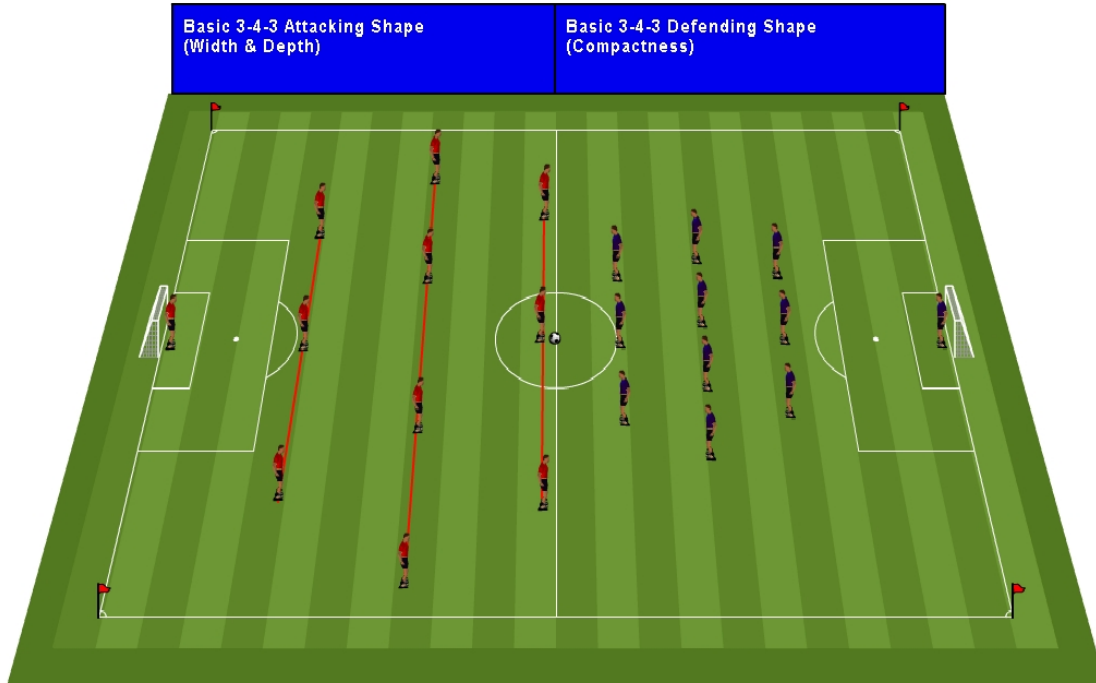 Basic 3-4-3 Attacking Shape
(Width & Depth)
Basic 3-4-3 Defending Shape
(Compactness)